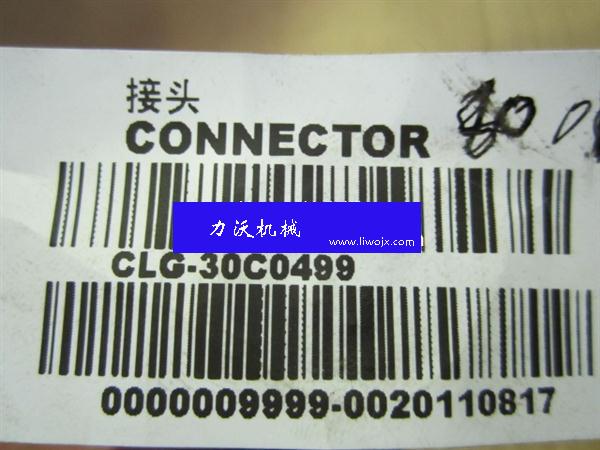 接头
CONNECTOR
力沃机械
www.liwojx.com
CLG-30C0499
0000009999-0020110817